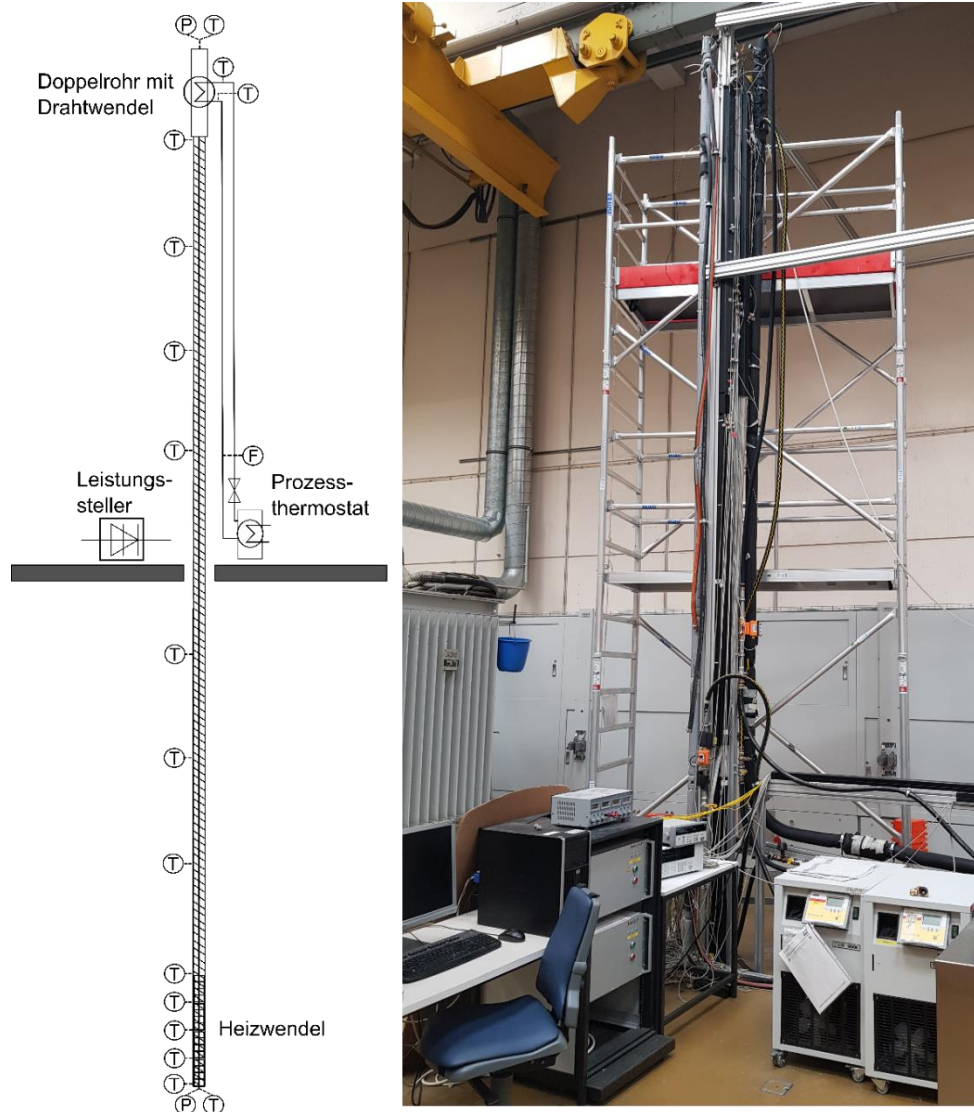 P T
Doppelrohr mit
Drahtwendel
T
T
T
T
T
T
F
Leistungs-
steller
Prozess-
thermostat
T
T
T
T
T
T
T
T
Heizwendel
P T